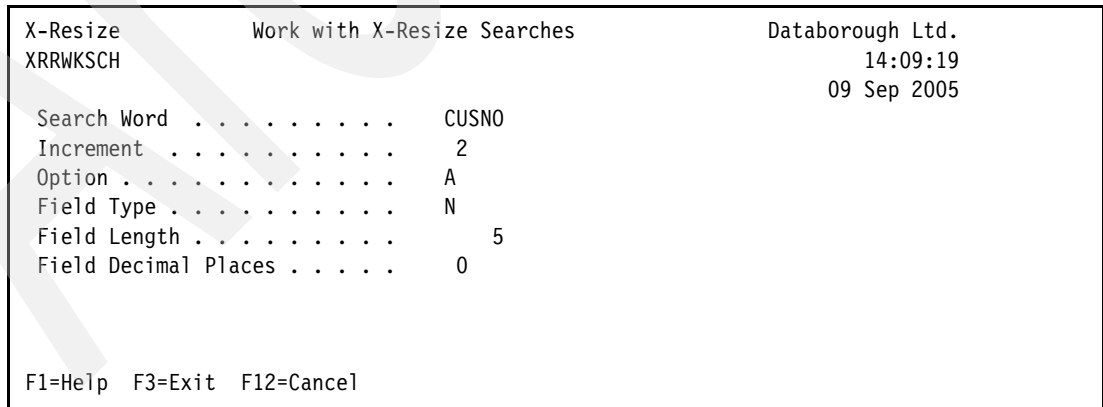 X-Resize Work with X-Resize Searches Databorough Ltd.
XRRWKSCH 14:09:19
09 Sep 2005
Search Word . . . . . . . . . CUSNO
Increment . . . . . . . . . . 2
Option . . . . . . . . . . . . A
Field Type . . . . . . . . . . N
Field Length . . . . . . . . . 5
Field Decimal Places . . . . . 0
F1=Help F3=Exit F12=Cancel